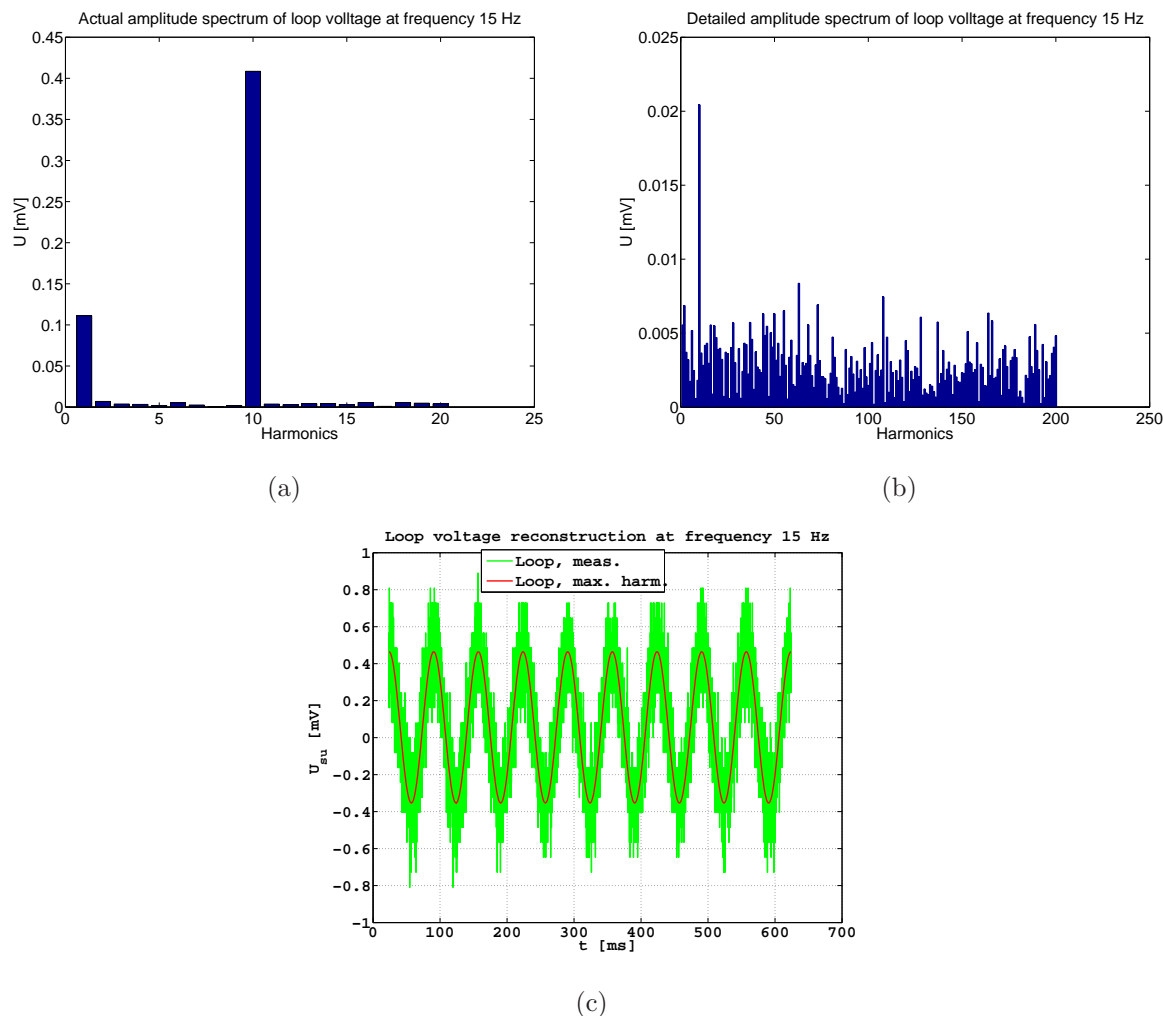 Actual amplitude spectrum of loop voltage at frequency 15 Hz
0.45
0.4
0.35
0.3
0.25
0.2
0.15
0.1
0.05
0
U [mV]
0 5 10 15 20 25
Harmonics
(a)
Detailed amplitude spectrum of loop voltage at frequency 15 Hz
0.025
0.02
0.015
0.01
0.005
0
U [mV]
0 50 100 150 200 250
Harmonics
(b)
Loop voltage reconstruction at frequency 15 Hz
Loop, meas.
Loop, max. harm.
1
0.8
0.6
0.4
0.2
0
-0.2
-0.4
-0.6
-0.8
-1
U_su [mV]
0 100 200 300 400 500 600 700
t [ms]
(c)